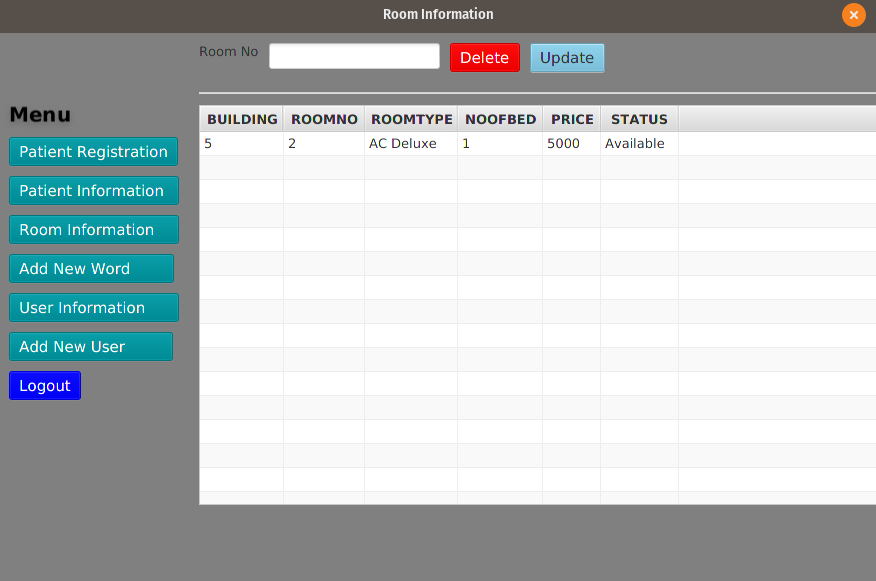 Room Information
Room No
Delete
Update
Menu
Patient Registration
Patient Information
Room Information
Add New Word
User Information
Add New User
Logout
BUILDING ROOMNO ROOMTYPE NOOFBED PRICE STATUS
5 2 AC Deluxe 1 5000 Available